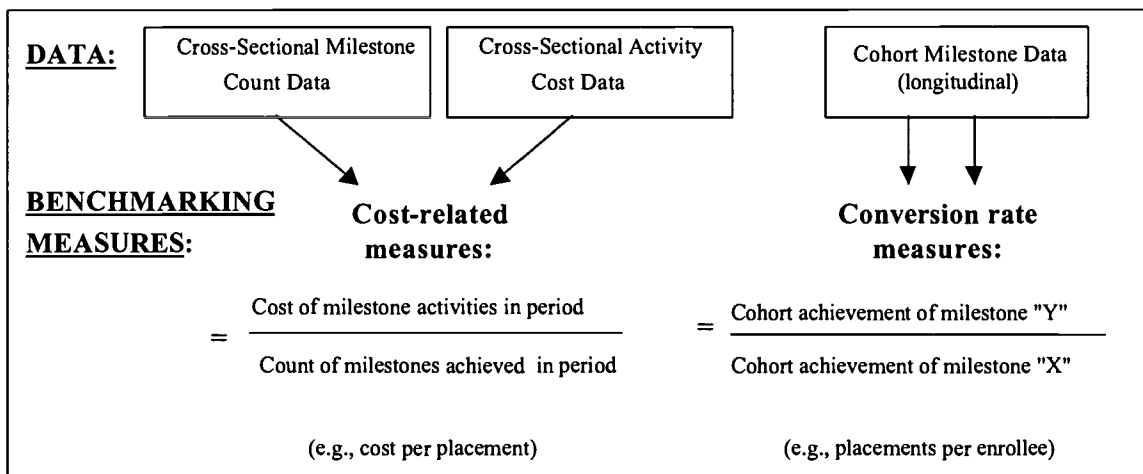 DATA:
Cross-Sectional Milestone
Count Data
Cross-Sectional Activity
Cost Data
Cohort Milestone Data
(longitudinal)
BENCHMARKING
MEASURES:
Cost-related
measures:
Conversion rate
measures:
= Cost of milestone activities in period
Count of milestones achieved in period
= Cohort achievement of milestone "Y"
Cohort achievement of milestone "X"
(e.g., cost per placement)
(e.g., placements per enrollee)